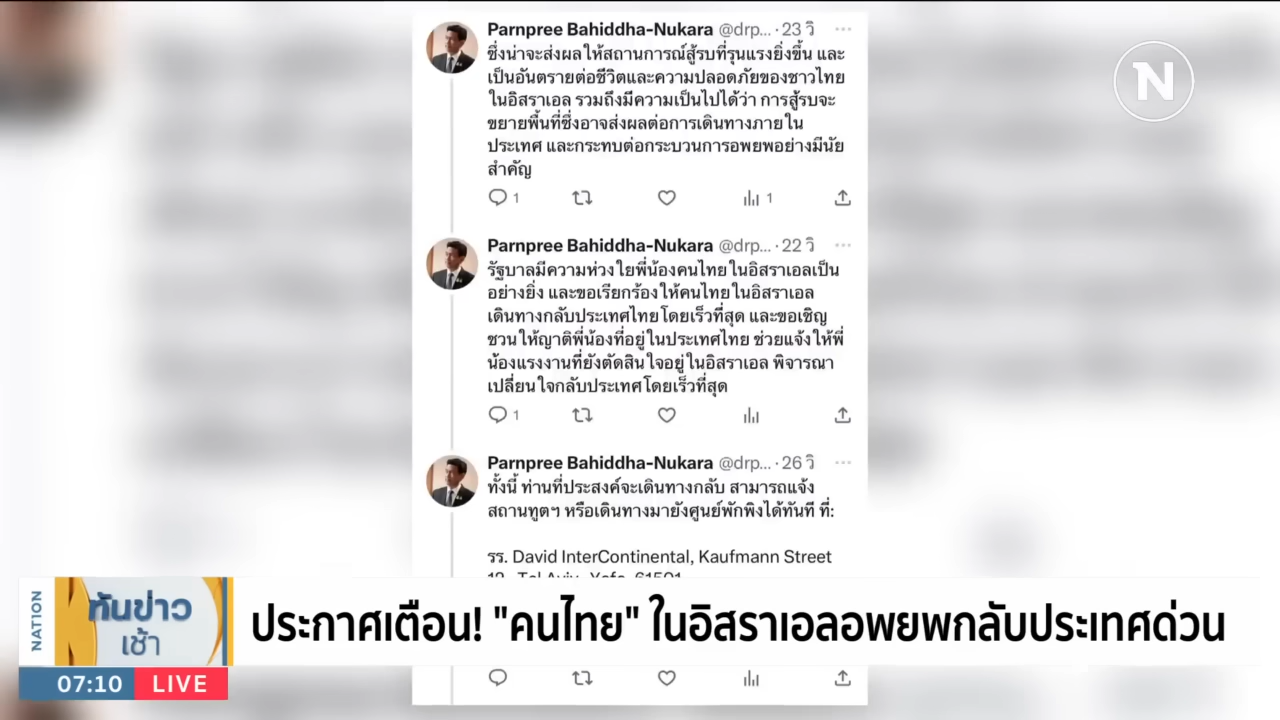 Parnpree Bahiddha-Nukara @drp... · 23 วิ
ซึ่งน่าจะส่งผลให้สถานการณ์สู้รบที่รุนแรงยิ่งขึ้น และ
เป็นอันตรายต่อชีวิตและความปลอดภัยของชาวไทย
ในอิสราเอล รวมถึงมีความเป็นไปได้ว่า การสู้รบจะ
ขยายพื้นที่ซึ่งอาจส่งผลต่อการเดินทางภายใน
ประเทศ และกระทบต่อกระบวนการอพยพอย่างมีนัย
สำคัญ
1 1
Parnpree Bahiddha-Nukara @drp... · 22 วิ
รัฐบาลมีความห่วงใยพี่น้องคนไทยในอิสราเอลเป็น
อย่างยิ่ง และขอเรียกร้องให้คนไทยในอิสราเอล
เดินทางกลับประเทศไทยโดยเร็วที่สุด และขอเชิญ
ชวนให้ญาติพี่น้องที่อยู่ในประเทศไทย ช่วยแจ้งให้พี่
น้องแรงงานที่ยังตัดสินใจอยู่ในอิสราเอล พิจารณา
เปลี่ยนใจกลับประเทศโดยเร็วที่สุด
1
Parnpree Bahiddha-Nukara @drp... · 26 วิ
ทั้งนี้ ท่านที่ประสงค์จะเดินทางกลับ สามารถแจ้ง
สถานทูตฯ หรือเดินทางมายังศูนย์พักพิงได้ทันที ที่:
รร. David InterContinental, Kaufmann Street
12, Tel Aviv-Yafo, 61501
N
NATION
ทันข่าว
เช้า
ประกาศเตือน! "คนไทย" ในอิสราเอลอพยพกลับประเทศด่วน
07:10 LIVE